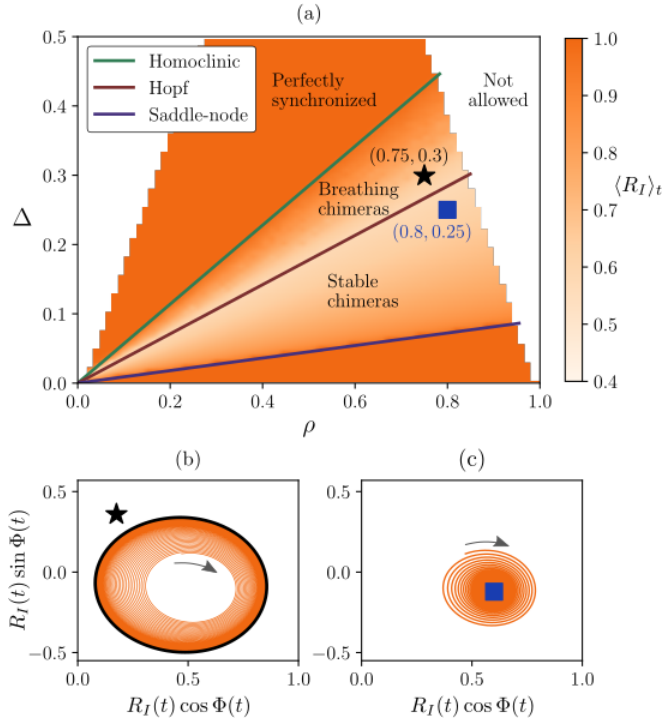 (a)
0.5
0.4
0.3
0.2
0.1
0.0
Δ
Homoclinic
Hopf
Saddle-node
Perfectly
synchronized
Not
allowed
(0.75, 0.3)
Breathing
chimeras
(0.8, 0.25)
Stable
chimeras
0.0 0.2 0.4 0.6 0.8 1.0
ρ
1.0
0.9
0.8
0.7
0.6
0.5
0.4
⟨R_I⟩_t
(b)
0.5
0.0
−0.5
R_I(t) sin Φ(t)
0.0 0.5 1.0
R_I(t) cos Φ(t)
(c)
0.5
0.0
−0.5
0.0 0.5 1.0
R_I(t) cos Φ(t)